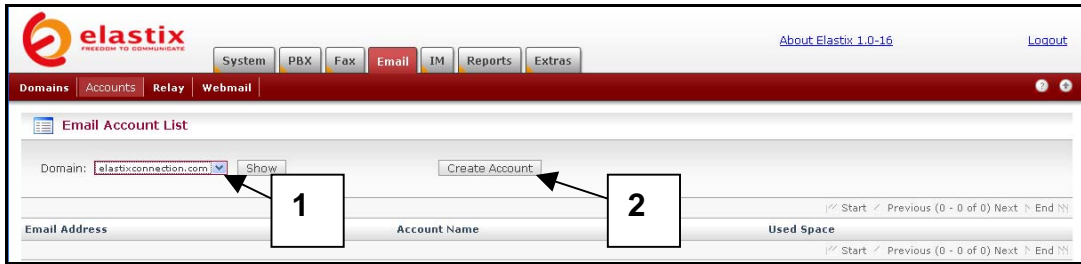 elastix
FREEDOM TO COMMUNICATE
About Elastix 1.0-16 Logout
System PBX Fax Email IM Reports Extras
Domains Accounts Relay Webmail
Email Account List
Domain: elastixconnection.com Show Create Account
1 2
Start Previous (0 - 0 of 0) Next End
Email Address Account Name Used Space
Start Previous (0 - 0 of 0) Next End